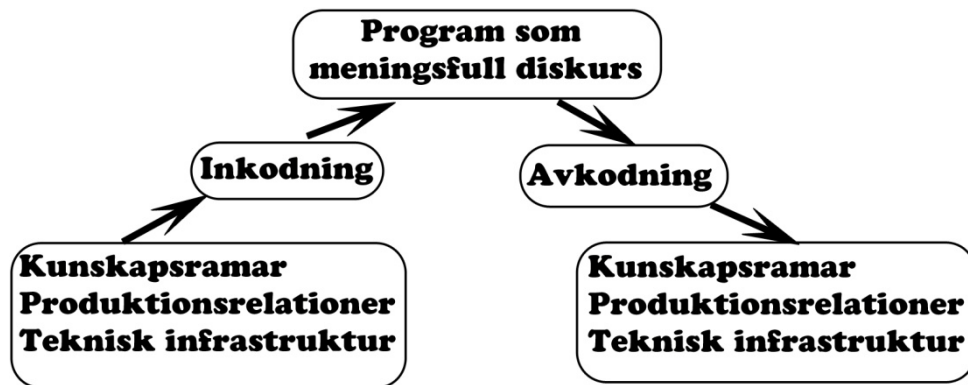 Program som
meningsfull diskurs
Inkodning
Avkodning
Kunskapsramar
Produktionsrelationer
Teknisk infrastruktur
Kunskapsramar
Produktionsrelationer
Teknisk infrastruktur